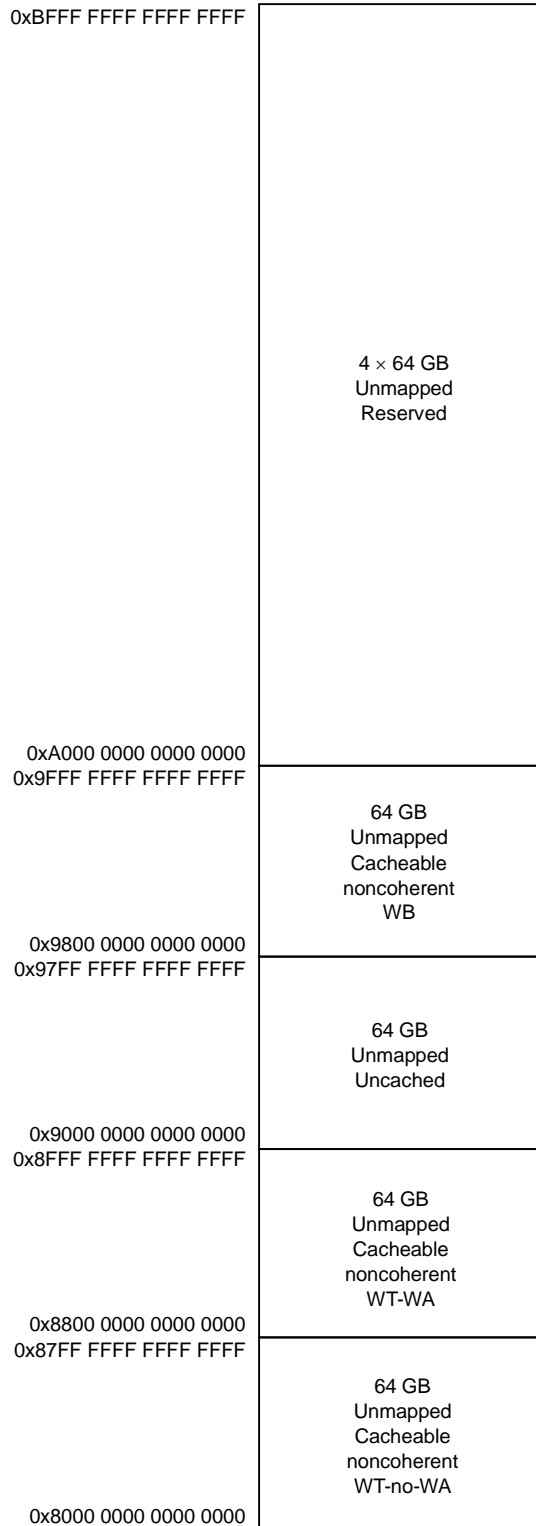 0xBFFF FFFF FFFF FFFF
4 × 64 GB
Unmapped
Reserved
0xA000 0000 0000 0000
0x9FFF FFFF FFFF FFFF
64 GB
Unmapped
Cacheable
noncoherent
WB
0x9800 0000 0000 0000
0x97FF FFFF FFFF FFFF
64 GB
Unmapped
Uncached
0x9000 0000 0000 0000
0x8FFF FFFF FFFF FFFF
64 GB
Unmapped
Cacheable
noncoherent
WT-WA
0x8800 0000 0000 0000
0x87FF FFFF FFFF FFFF
64 GB
Unmapped
Cacheable
noncoherent
WT-no-WA
0x8000 0000 0000 0000